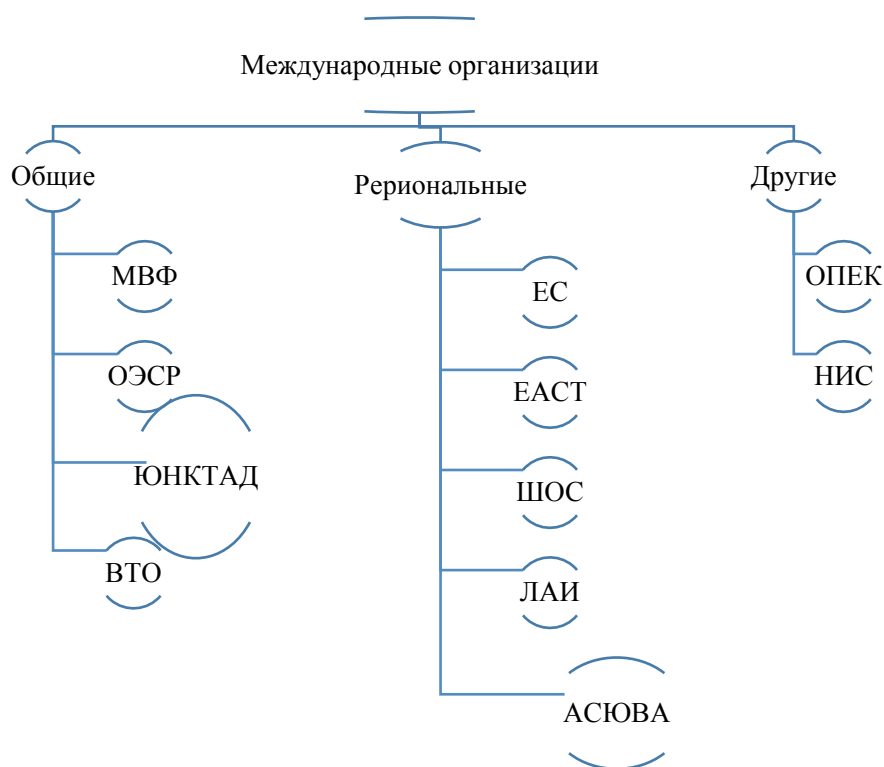 Международные организации
Общие
МВФ
ОЭСР
ЮНКТАД
ВТО
Рериональные
ЕС
ЕАСТ
ШОС
ЛАИ
АСЮВА
Другие
ОПЕК
НИС